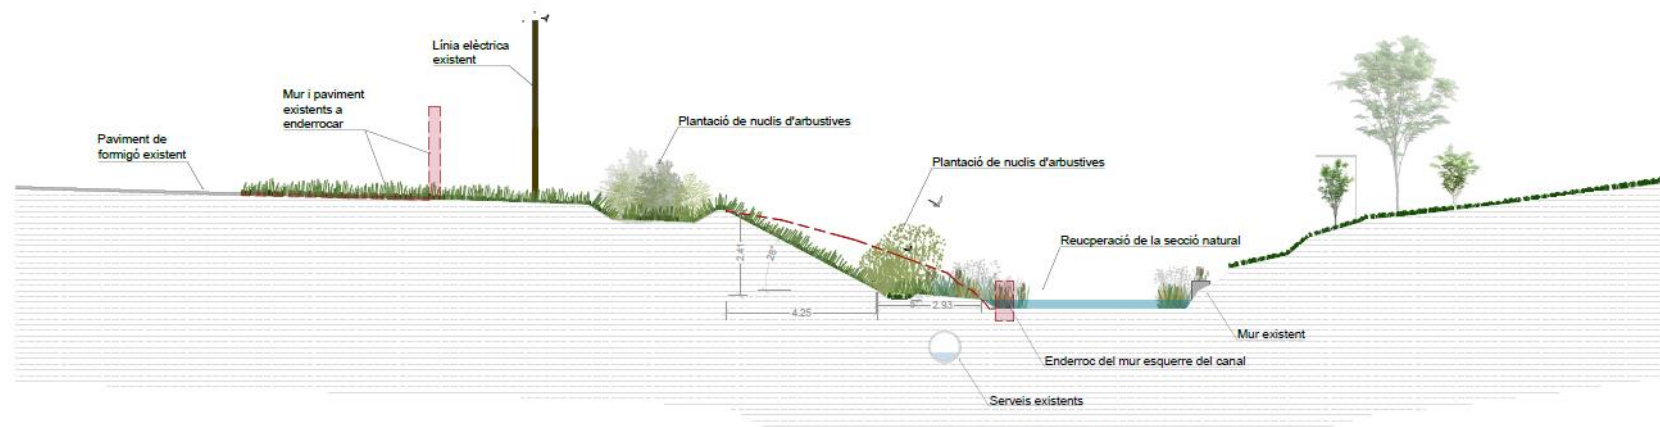 Línia elèctrica
existent
Mur i paviment
existents a
enderrocar
Paviment de
formigó existent
Plantació de nuclis d'arbustives
Plantació de nuclis d'arbustives
Reucperació de la secció natural
2.41
28°
4.25
2.93
Mur existent
Enderroc del mur esquerre del canal
Serveis existents